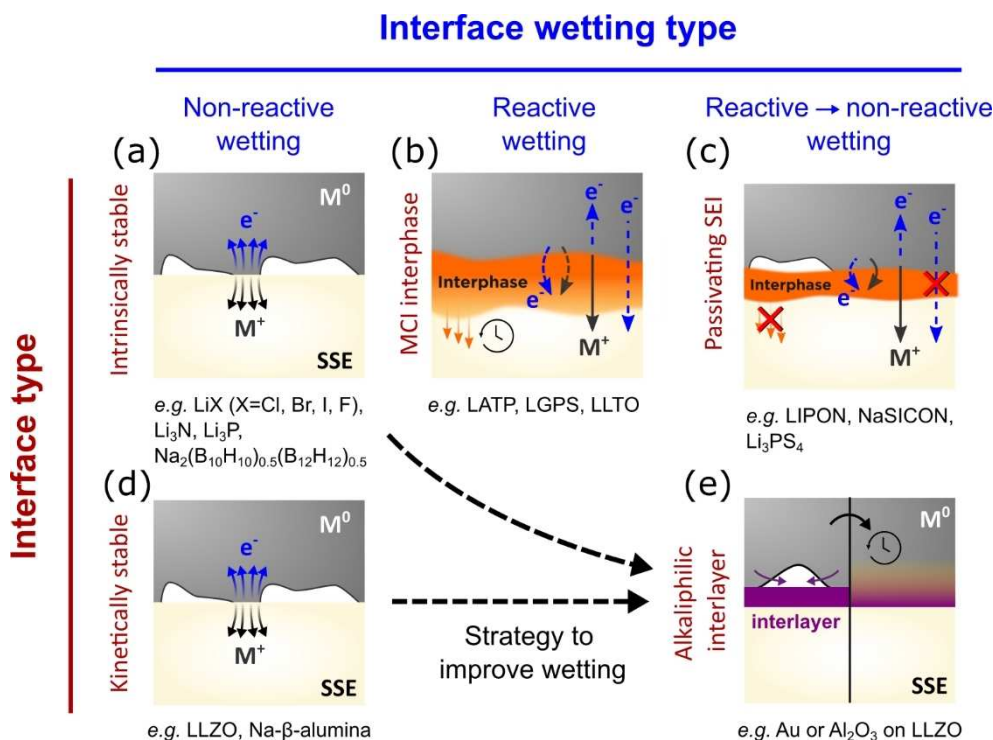 Interface wetting type
Interface type
Non-reactive
wetting
Reactive
wetting
Reactive → non-reactive
wetting
(a)
Intrinsically stable
M⁰
e⁻
M⁺
SSE
e.g. LiX (X=Cl, Br, I, F),
Li₃N, Li₃P,
Na₂(B₁₀H₁₀)₀.₅(B₁₂H₁₂)₀.₅
(b)
MCI interphase
e⁻
e⁻
Interphase
e⁻
M⁺
e.g. LATP, LGPS, LLTO
(c)
Passivating SEI
e⁻
e⁻
Interphase
e⁻
M⁺
e.g. LIPON, NaSICON,
Li₃PS₄
(d)
Kinetically stable
M⁰
e⁻
M⁺
SSE
e.g. LLZO, Na-β-alumina
Strategy to
improve wetting
(e)
Alkaliphilic
interlayer
M⁰
interlayer
SSE
e.g. Au or Al₂O₃ on LLZO